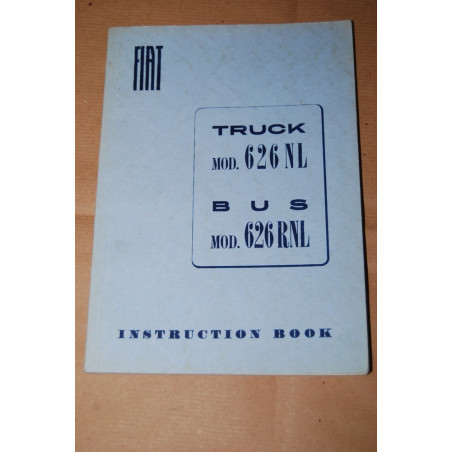 FIAT
TRUCK
MOD. 626 NL
BUS
MOD. 626 RNL
INSTRUCTION BOOK